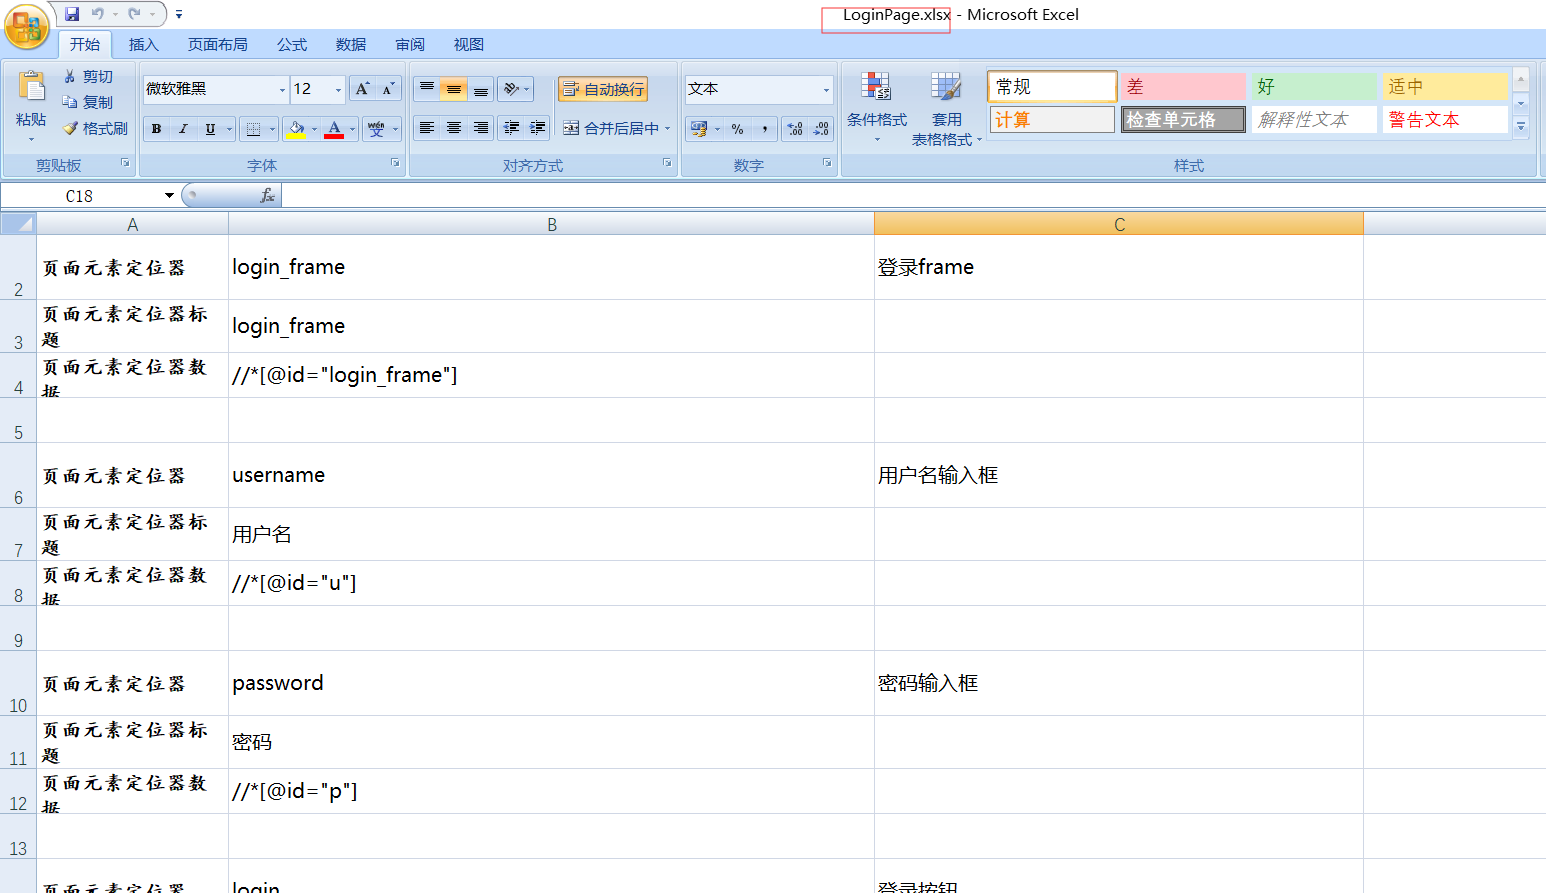 LoginPage.xlsx - Microsoft Excel
开始 插入 页面布局 公式 数据 审阅 视图
粘贴
剪切
复制
格式刷
剪贴板
微软雅黑 12
B I U A wén 变
字体
自动换行
合并后居中
对齐方式
文本
% ,
数字
条件格式
套用
表格格式
常规 差 好 适中
计算 检查单元格 解释性文本 警告文本
样式
C18 fx
A B C
2 页面元素定位器 login_frame 登录frame
3 页面元素定位器标题 login_frame
4 页面元素定位器数据 //*[@id="login_frame"]
5
6 页面元素定位器 username 用户名输入框
7 页面元素定位器标题 用户名
8 页面元素定位器数据 //*[@id="u"]
9
10 页面元素定位器 password 密码输入框
11 页面元素定位器标题 密码
12 页面元素定位器数据 //*[@id="p"]
13
页面元素定位器 login 登录按钮